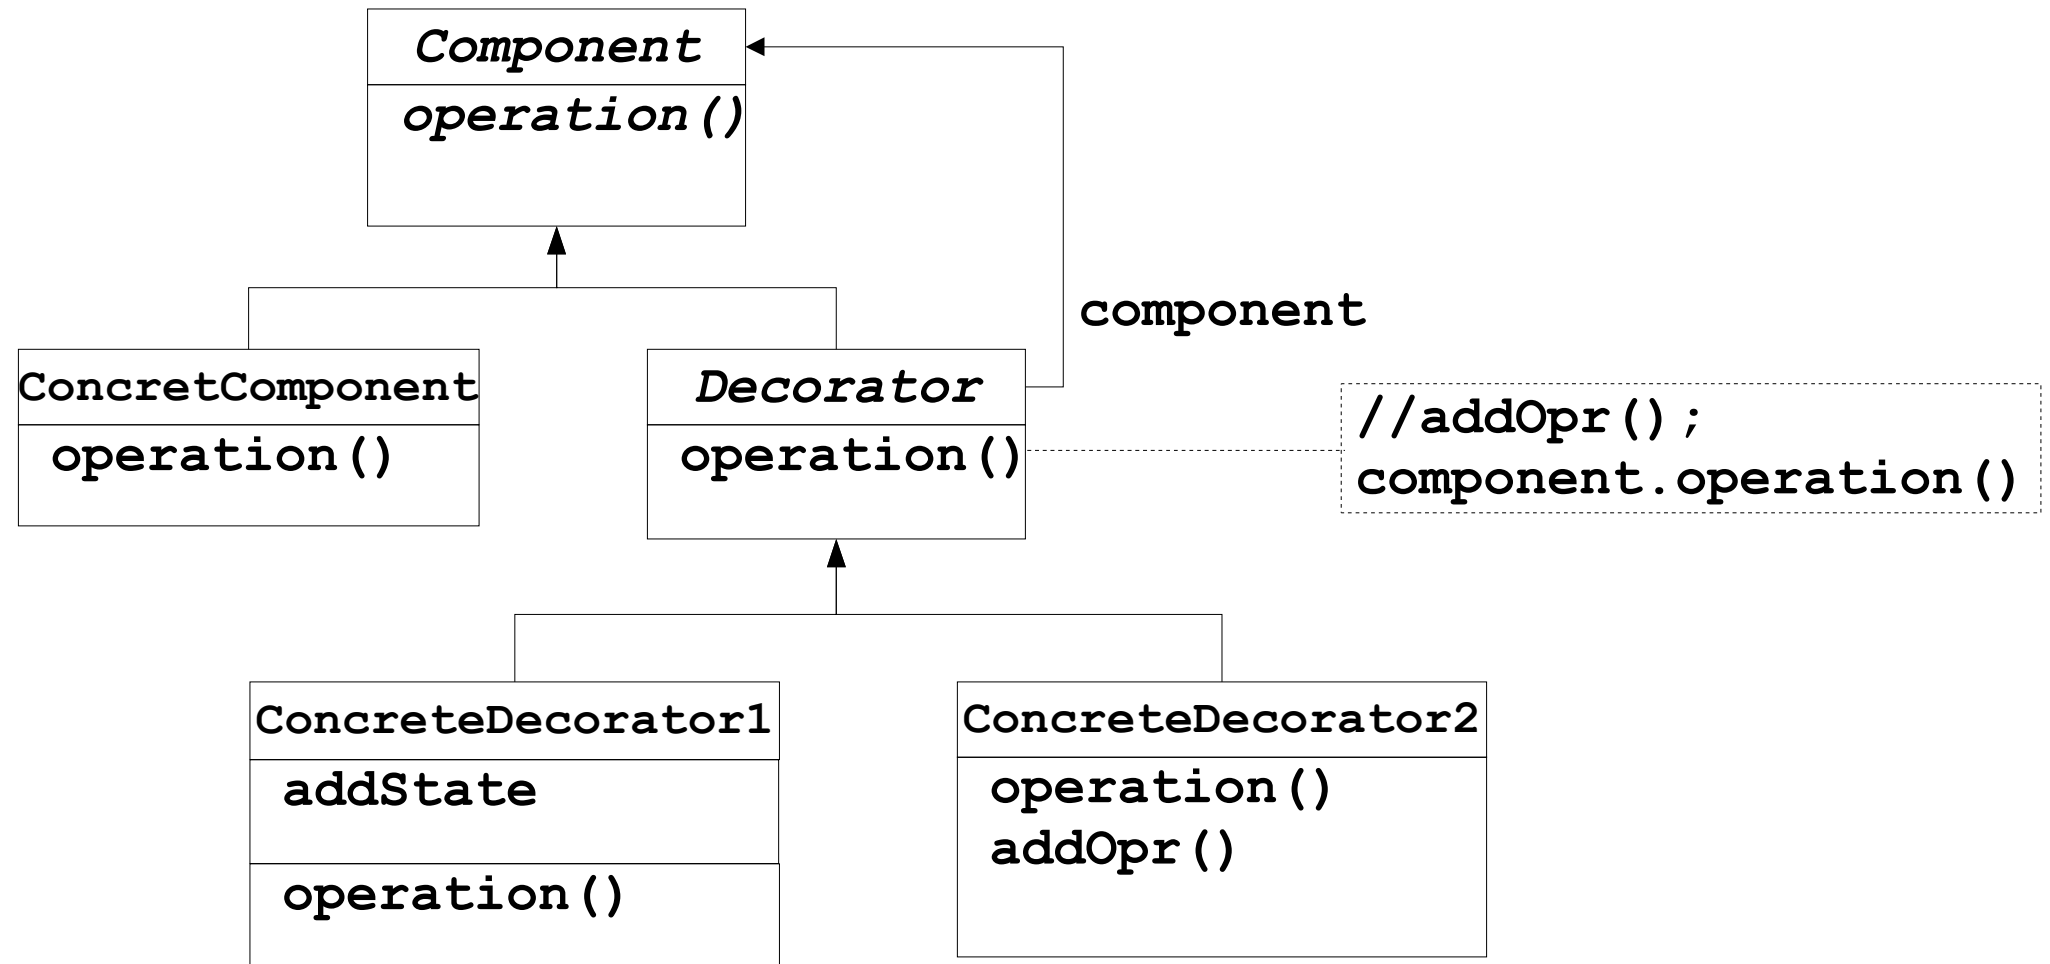 Component
operation()
component
ConcretComponent
operation()
Decorator
operation()
//addOpr();
component.operation()
ConcreteDecorator1
addState
operation()
ConcreteDecorator2
operation()
addOpr()